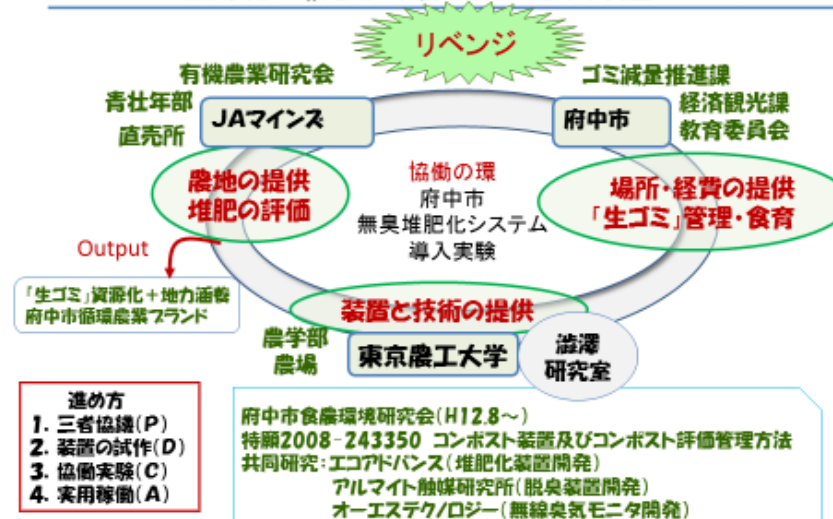 リベンジ
有機農業研究会
青壮年部
直売所
JAマインズ
ゴミ減量推進課
経済観光課
教育委員会
府中市
農地の提供
堆肥の評価
協働の環
府中市
無臭堆肥化システム
導入実験
場所・経費の提供
「生ゴミ」管理・食育
Output
「生ゴミ」資源化+地力涵養
府中市循環農業ブランド
装置と技術の提供
農学部
農場
東京農工大学
澁澤
研究室
進め方
1. 三者協議(P)
2. 装置の試作(D)
3. 協働実験(C)
4. 実用稼働(A)
府中市食農環境研究会(H12.8~)
特願2008-243350 コンポスト装置及びコンポスト評価管理方法
共同研究:エコアドバンス(堆肥化装置開発)
アルマイト触媒研究所(脱臭装置開発)
オーエステクノロジー(無線臭気モニタ開発)